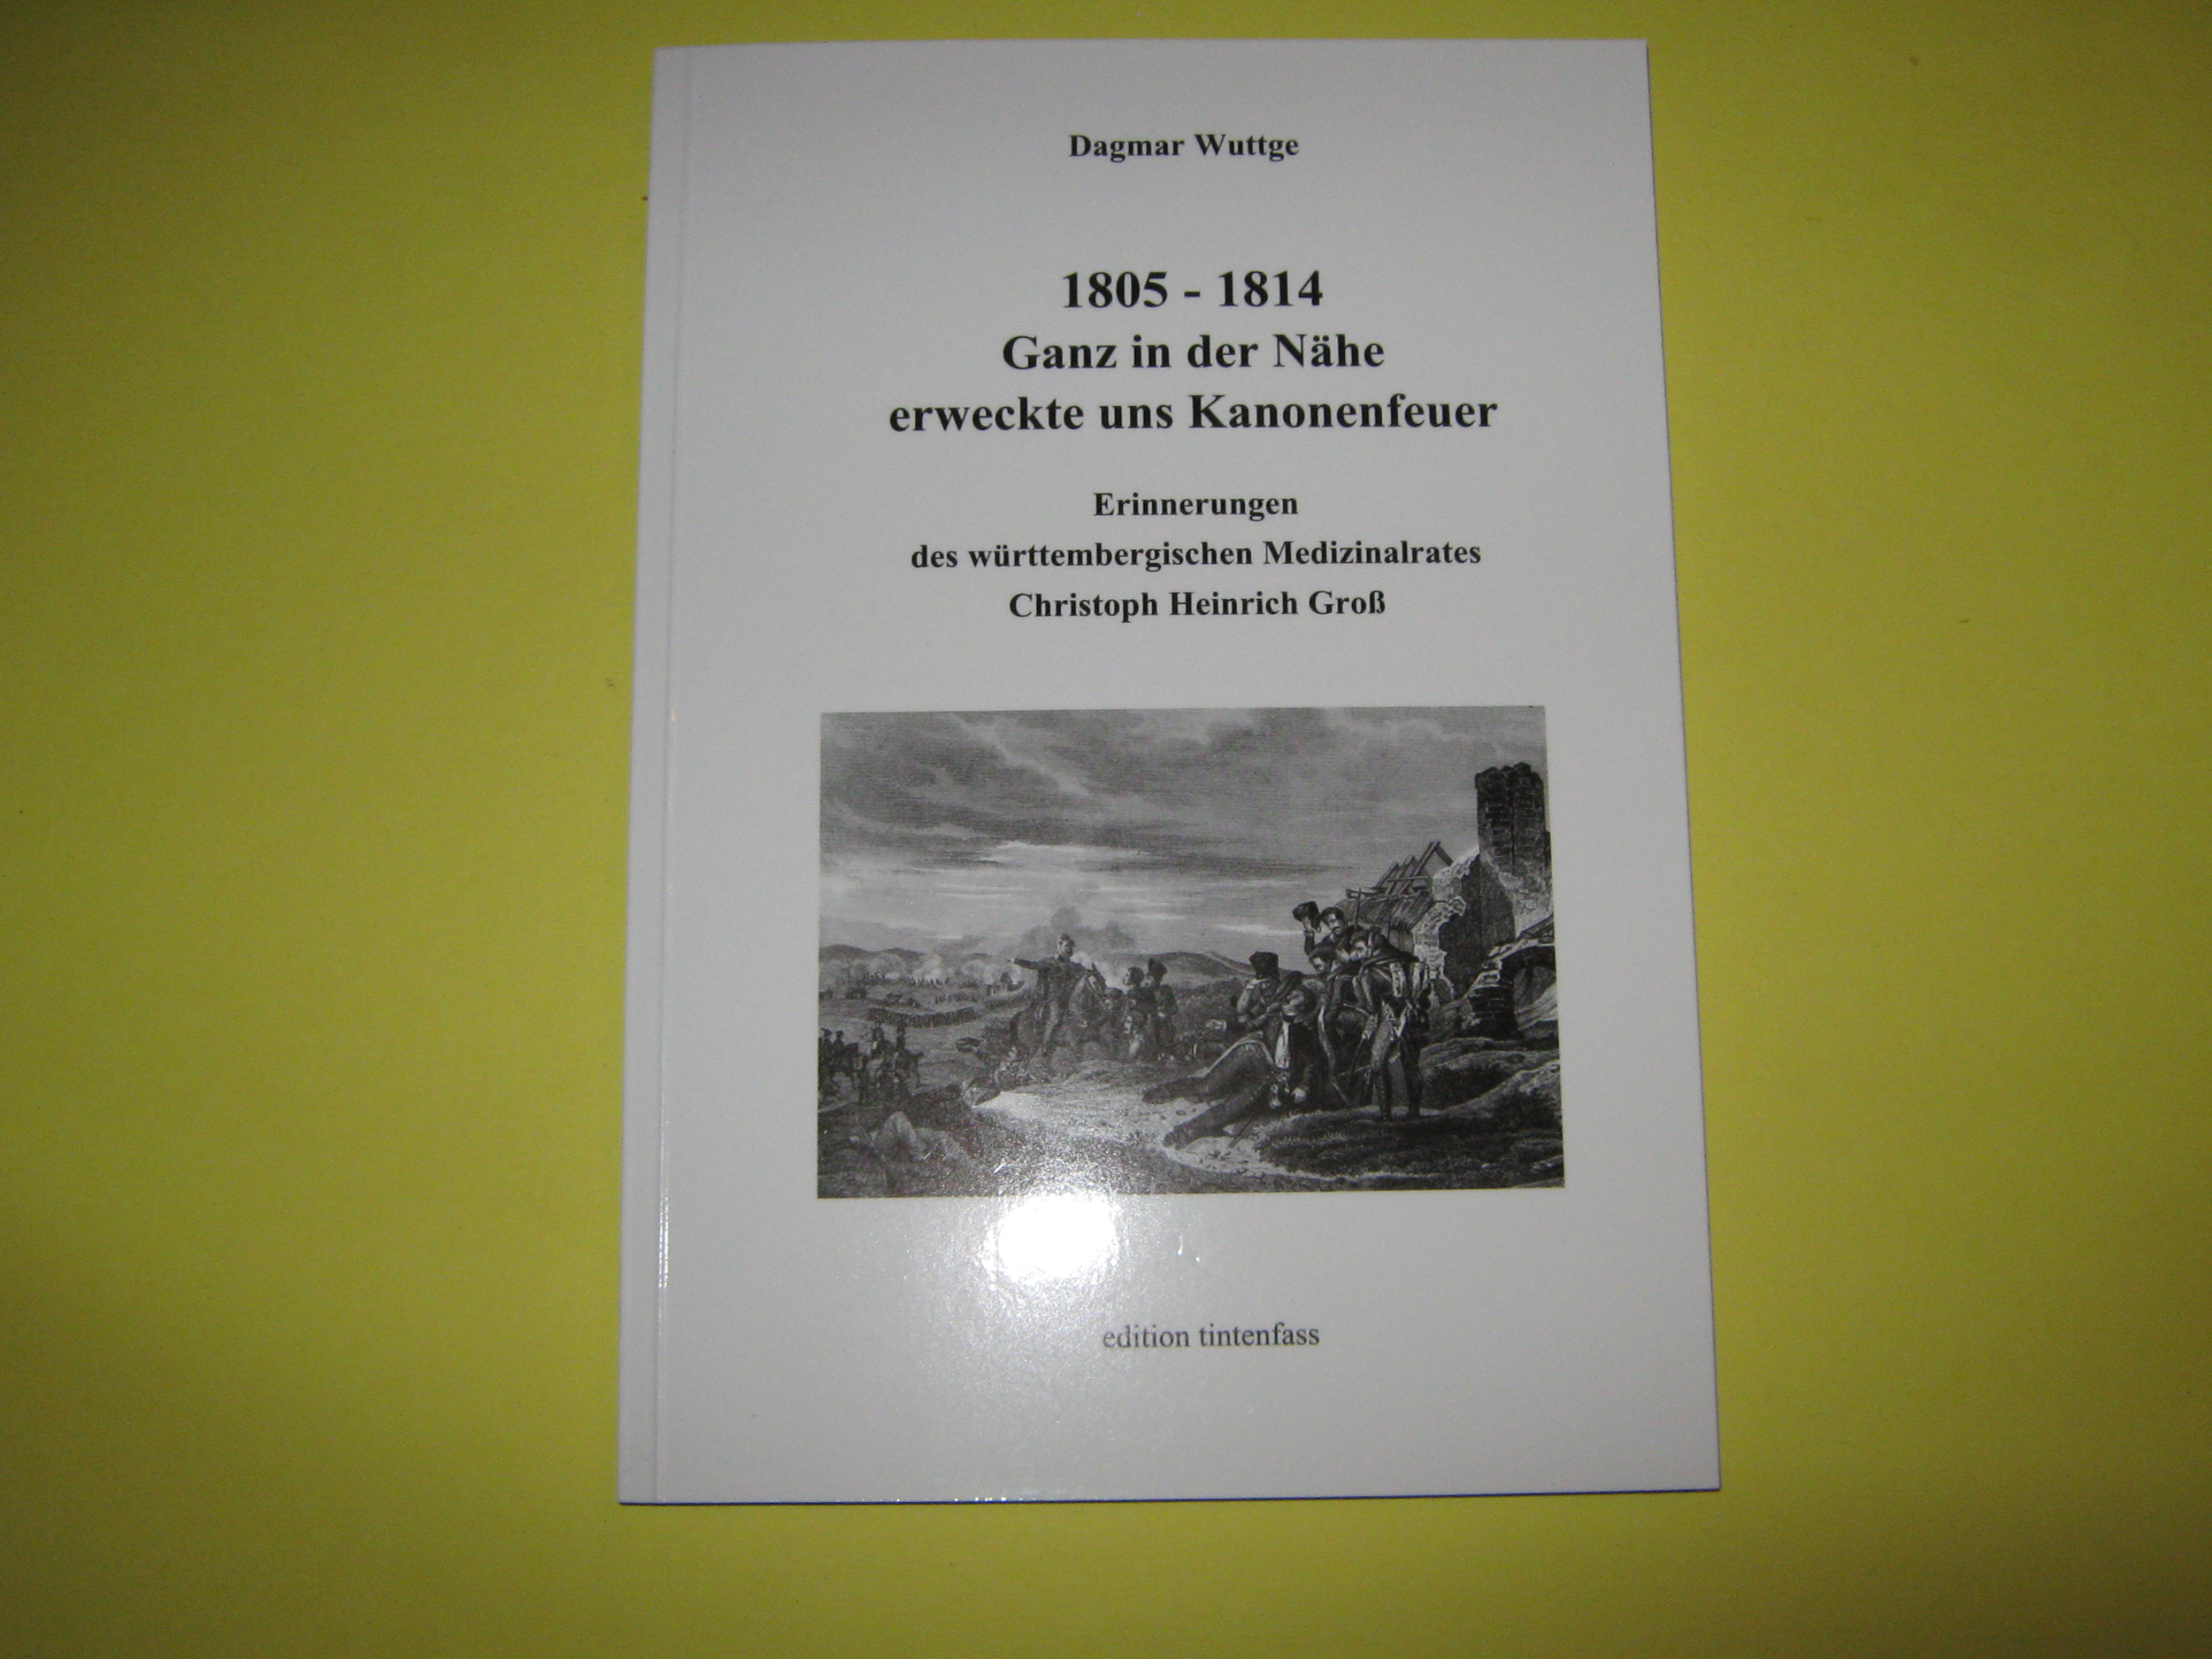 Dagmar Wuttge
1805 - 1814
Ganz in der Nähe
erweckte uns Kanonenfeuer
Erinnerungen
des württembergischen Medizinalrates
Christoph Heinrich Groß
edition tintenfass